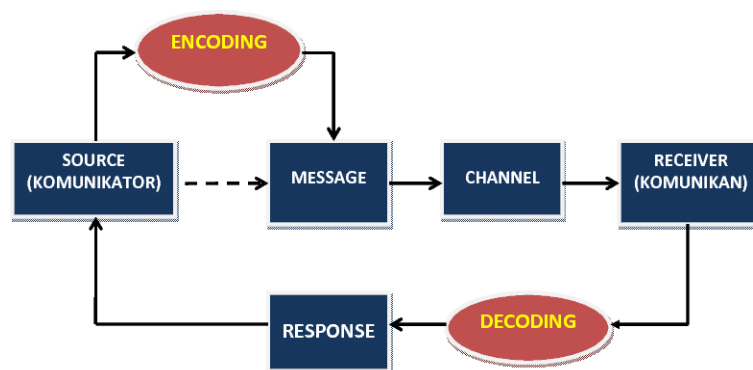 ENCODING
SOURCE
(KOMUNIKATOR)
MESSAGE
CHANNEL
RECEIVER
(KOMUNIKAN)
RESPONSE
DECODING